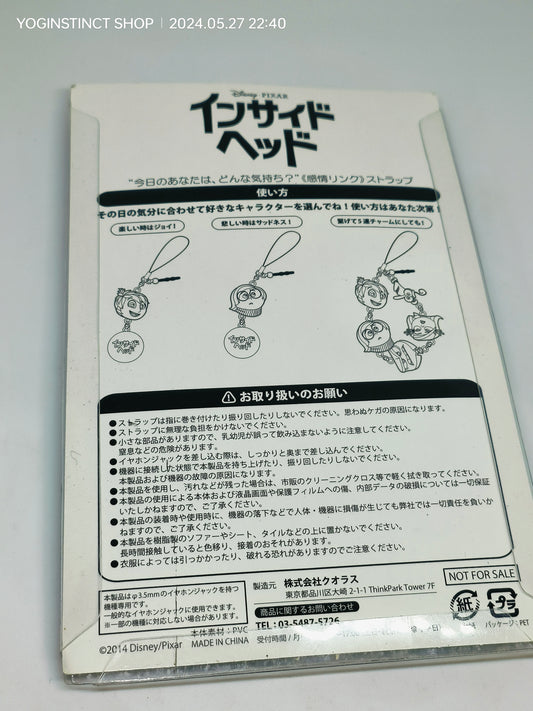 YOGINSTINCT SHOP | 2024.05.27 22:40
Disney・PIXAR
インサイド
ヘッド
"今日のあなたは、どんな気持ち?"《感情リンク》ストラップ
使い方
その日の気分に合わせて好きなキャラクターを選んでね!使い方はあなた次第!
楽しい時はジョイ!
悲しい時はサッドネス!
繋げて5連チャームにしても!
インサイド
ヘッド
インサイド
ヘッド
お取り扱いのお願い
●ストラップは指に巻き付けたり振り回したりしないでください。思わぬケガの原因になります。
●ストラップに無理な負担をかけないでください。
●小さな部品がありますので、乳幼児が誤って飲み込まないように注意してください。
窒息などの危険があります。
●イヤホンジャックを差し込む際は、しっかりと奥まで差し込んでください。
●機器に接続した状態で本製品を持ち上げたり、振り回したりしないでください。
本製品および機器の故障の原因になります。
●本製品を使用し、汚れなどが残った場合は、市販のクリーニングクロス等で軽く拭き取ってください。
●本製品の使用による本体および液晶画面や保護フィルムへの傷、内部データの破損については一切保証
いたしかねますので、ご了承ください。
●本製品の装着時や使用時に、機器の落下などで人体・機器に損傷が生じても弊社では一切責任を負いか
ねますので、ご了承ください。
●本製品を樹脂製のソファーやシート、タイルなどの上に置かないでください。
長時間接触していると色移り、接着のおそれがあります。
●衣服によっては引っかかったり、破れる恐れがありますのでご注意ください。
本製品はφ3.5mmのイヤホンジャックを持つ
機種専用です。
一般的なイヤホンジャックに使用できます。
※一部の機種に対応しない場合があります。
製造元 株式会社クオラス
東京都品川区大崎 2-1-1 ThinkPark Tower 7F
商品に関するお問い合わせ
TEL:03-5487-5726
受付時間/月
NOT FOR SALE
紙
プラ
パッケージ:PET
本体素材:PVC
©2014 Disney/Pixar MADE IN CHINA